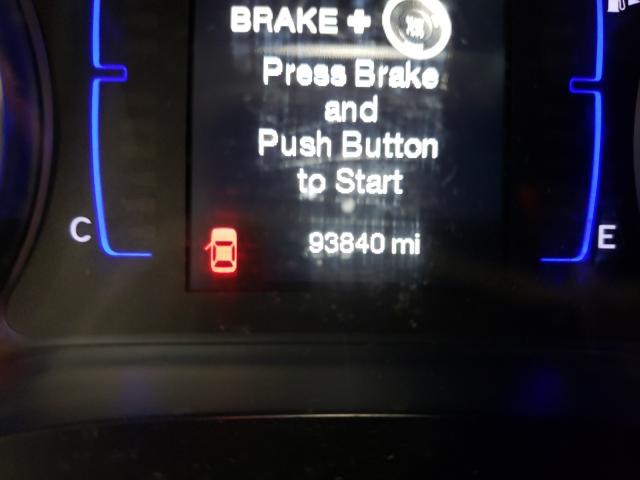 BRAKE +
Press Brake
and
Push Button
to Start
93840 mi
C
E